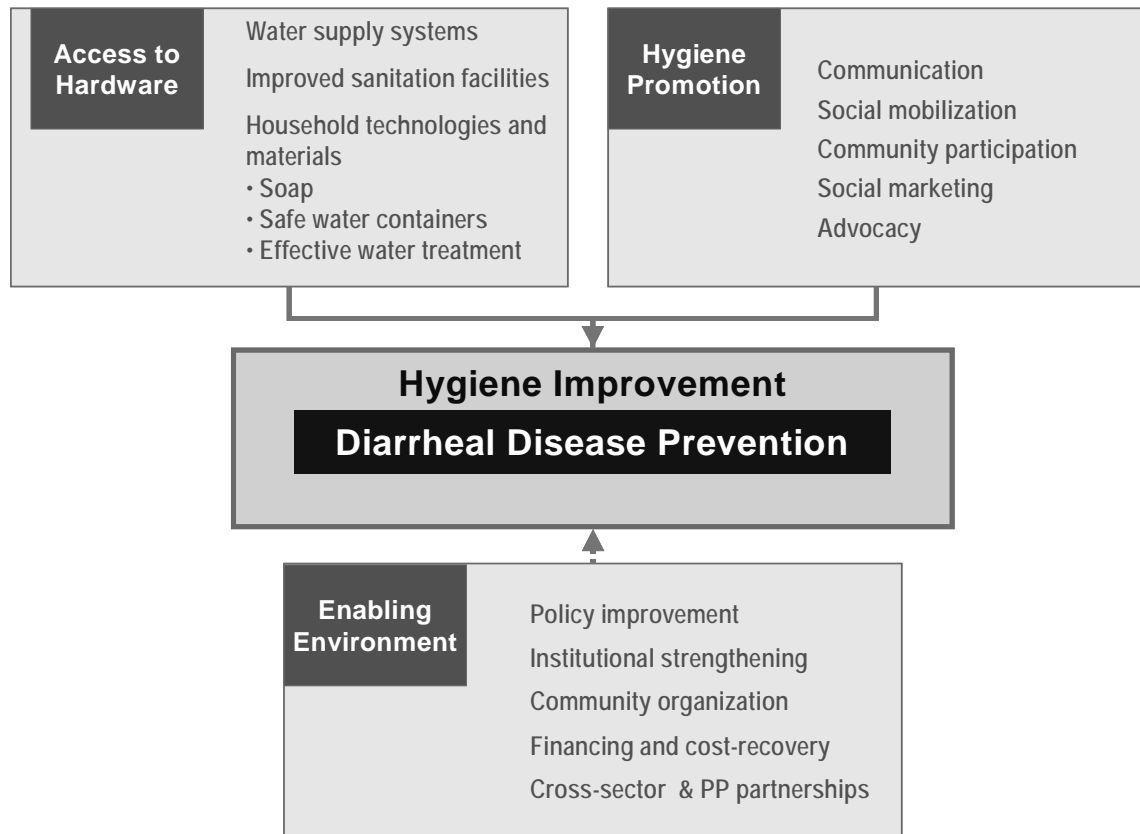 Access to
Hardware
Water supply systems
Improved sanitation facilities
Household technologies and
materials
• Soap
• Safe water containers
• Effective water treatment
Hygiene
Promotion
Communication
Social mobilization
Community participation
Social marketing
Advocacy
Hygiene Improvement
Diarrheal Disease Prevention
Enabling
Environment
Policy improvement
Institutional strengthening
Community organization
Financing and cost-recovery
Cross-sector & PP partnerships